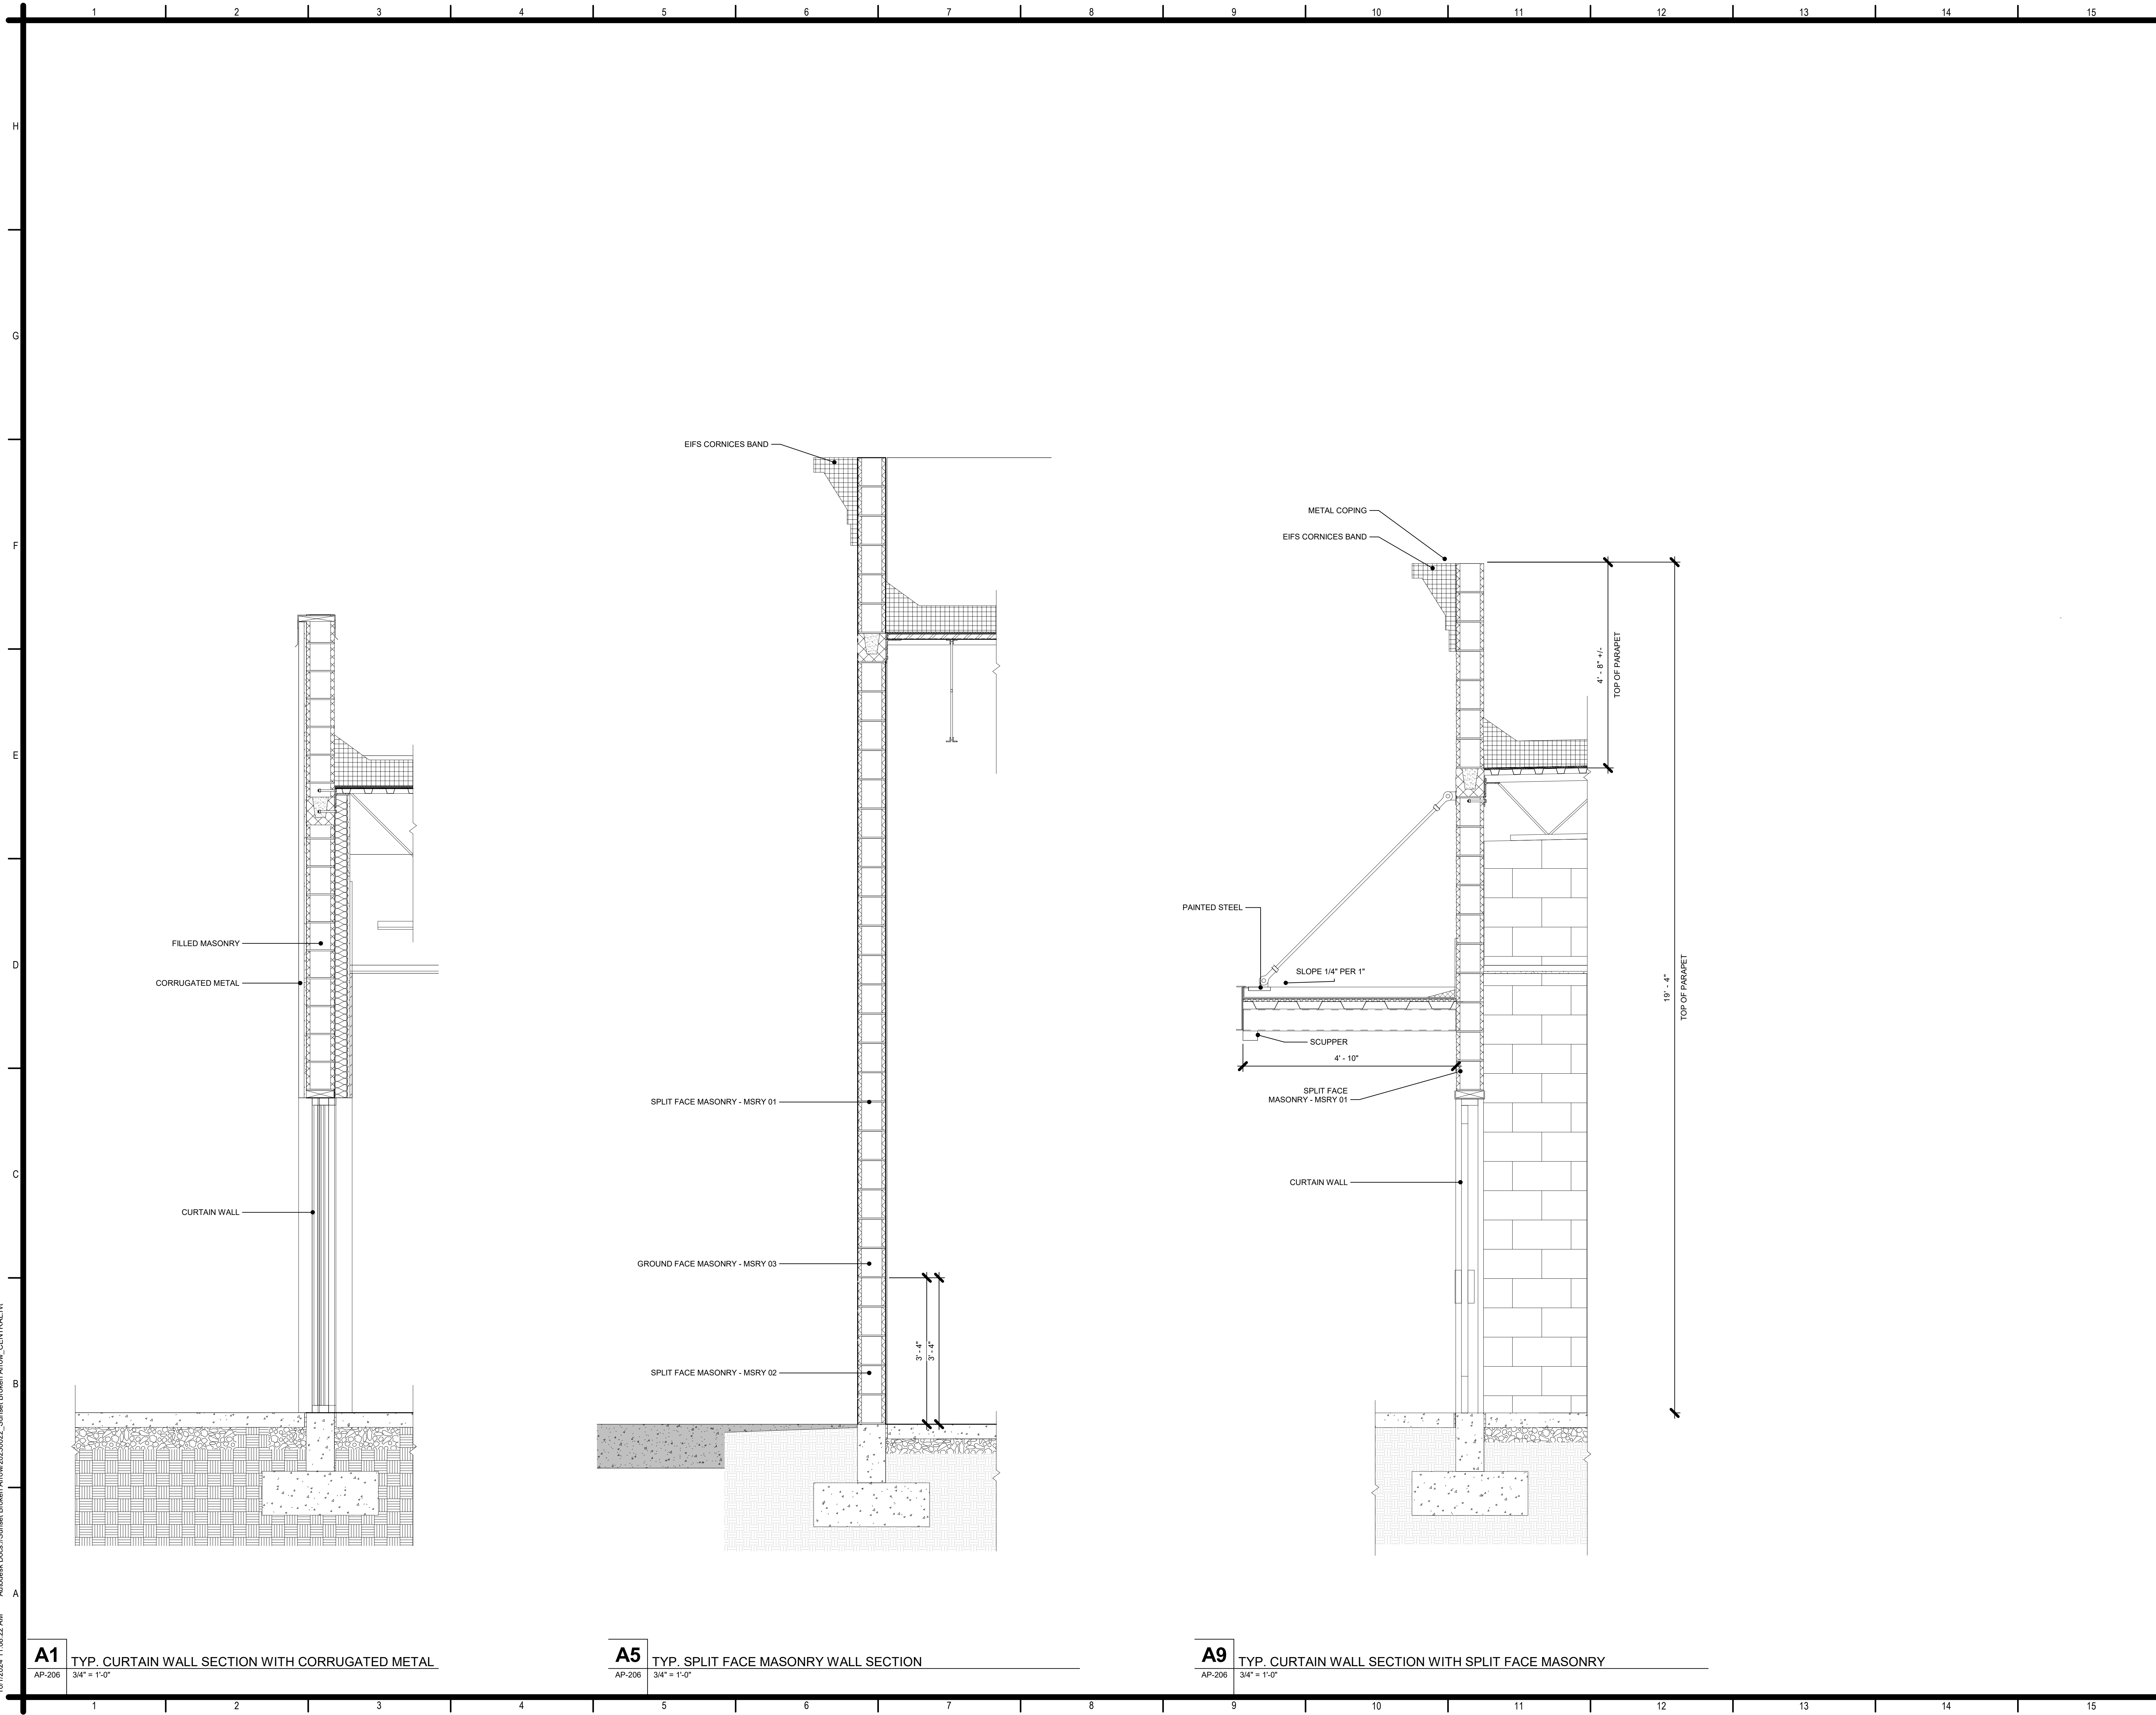 1 2 3 4 5 6 7 8 9 10 11 12 13 14 15
H
G
F
E
D
C
B
A
EIFS CORNICES BAND
METAL COPING
EIFS CORNICES BAND
4' - 8" +/-
TOP OF PARAPET
19' - 4"
TOP OF PARAPET
FILLED MASONRY
CORRUGATED METAL
CURTAIN WALL
SPLIT FACE MASONRY - MSRY 01
GROUND FACE MASONRY - MSRY 03
SPLIT FACE MASONRY - MSRY 02
3' - 4"
3' - 4"
PAINTED STEEL
SLOPE 1/4" PER 1"
SCUPPER
4' - 10"
SPLIT FACE
MASONRY - MSRY 01
CURTAIN WALL
A1
TYP. CURTAIN WALL SECTION WITH CORRUGATED METAL
AP-206
3/4" = 1'-0"
A5
TYP. SPLIT FACE MASONRY WALL SECTION
AP-206
3/4" = 1'-0"
A9
TYP. CURTAIN WALL SECTION WITH SPLIT FACE MASONRY
AP-206
3/4" = 1'-0"
1 2 3 4 5 6 7 8 9 10 11 12 13 14 15